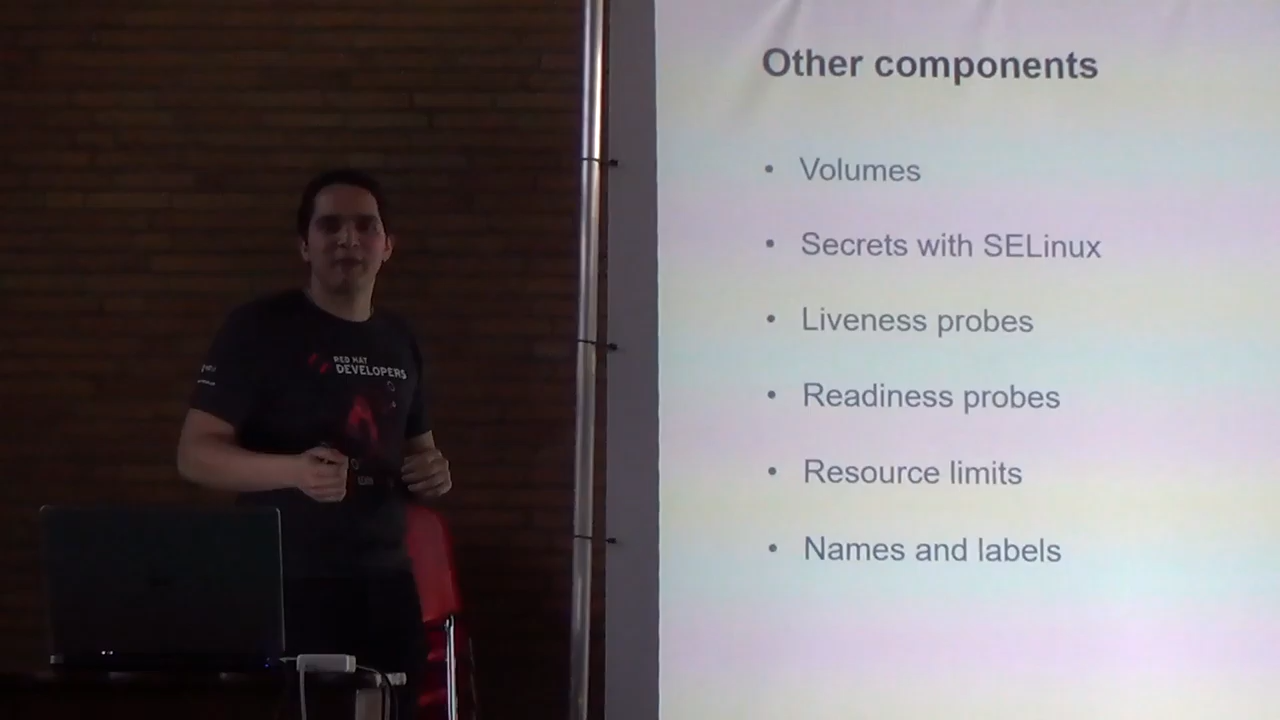 Other components
• Volumes
• Secrets with SELinux
• Liveness probes
• Readiness probes
• Resource limits
• Names and labels
RED HAT
DEVELOPERS